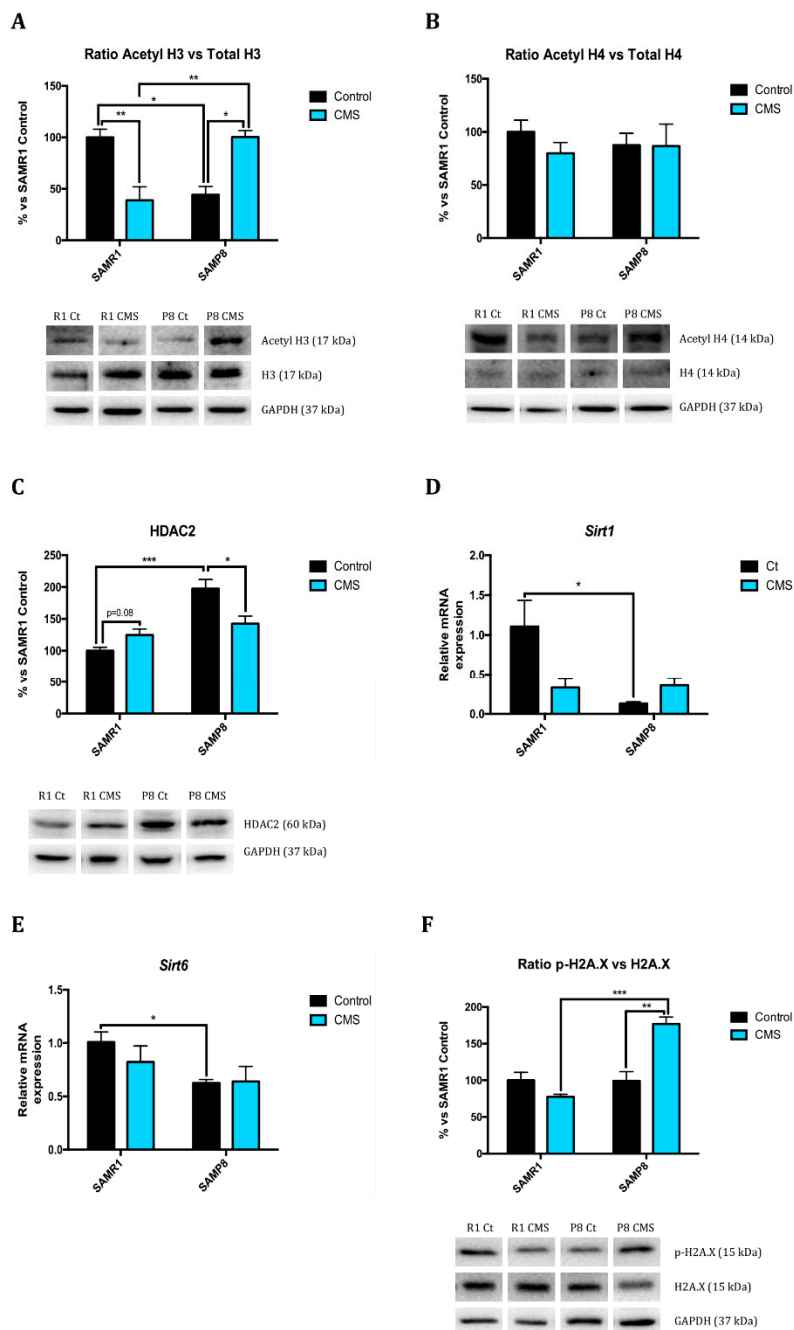 A
Ratio Acetyl H3 vs Total H3
Control
CMS
% vs SAMR1 Control
150
100
50
0
**
*
**
*
SAMR1
SAMP8
R1 Ct R1 CMS P8 Ct P8 CMS
Acetyl H3 (17 kDa)
H3 (17 kDa)
GAPDH (37 kDa)
B
Ratio Acetyl H4 vs Total H4
Control
CMS
% vs SAMR1 Control
150
100
50
0
SAMR1
SAMP8
R1 Ct R1 CMS P8 Ct P8 CMS
Acetyl H4 (14 kDa)
H4 (14 kDa)
GAPDH (37 kDa)
C
HDAC2
Control
CMS
% vs SAMR1 Control
250
200
150
100
50
0
***
*
p=0.08
SAMR1
SAMP8
R1 Ct R1 CMS P8 Ct P8 CMS
HDAC2 (60 kDa)
GAPDH (37 kDa)
D
Sirt1
Ct
CMS
Relative mRNA
expression
2.0
1.5
1.0
0.5
0.0
*
SAMR1
SAMP8
E
Sirt6
Control
CMS
Relative mRNA
expression
1.5
1.0
0.5
0.0
*
SAMR1
SAMP8
F
Ratio p-H2A.X vs H2A.X
Control
CMS
% vs SAMR1 Control
200
150
100
50
0
***
**
SAMR1
SAMP8
R1 Ct R1 CMS P8 Ct P8 CMS
p-H2A.X (15 kDa)
H2A.X (15 kDa)
GAPDH (37 kDa)